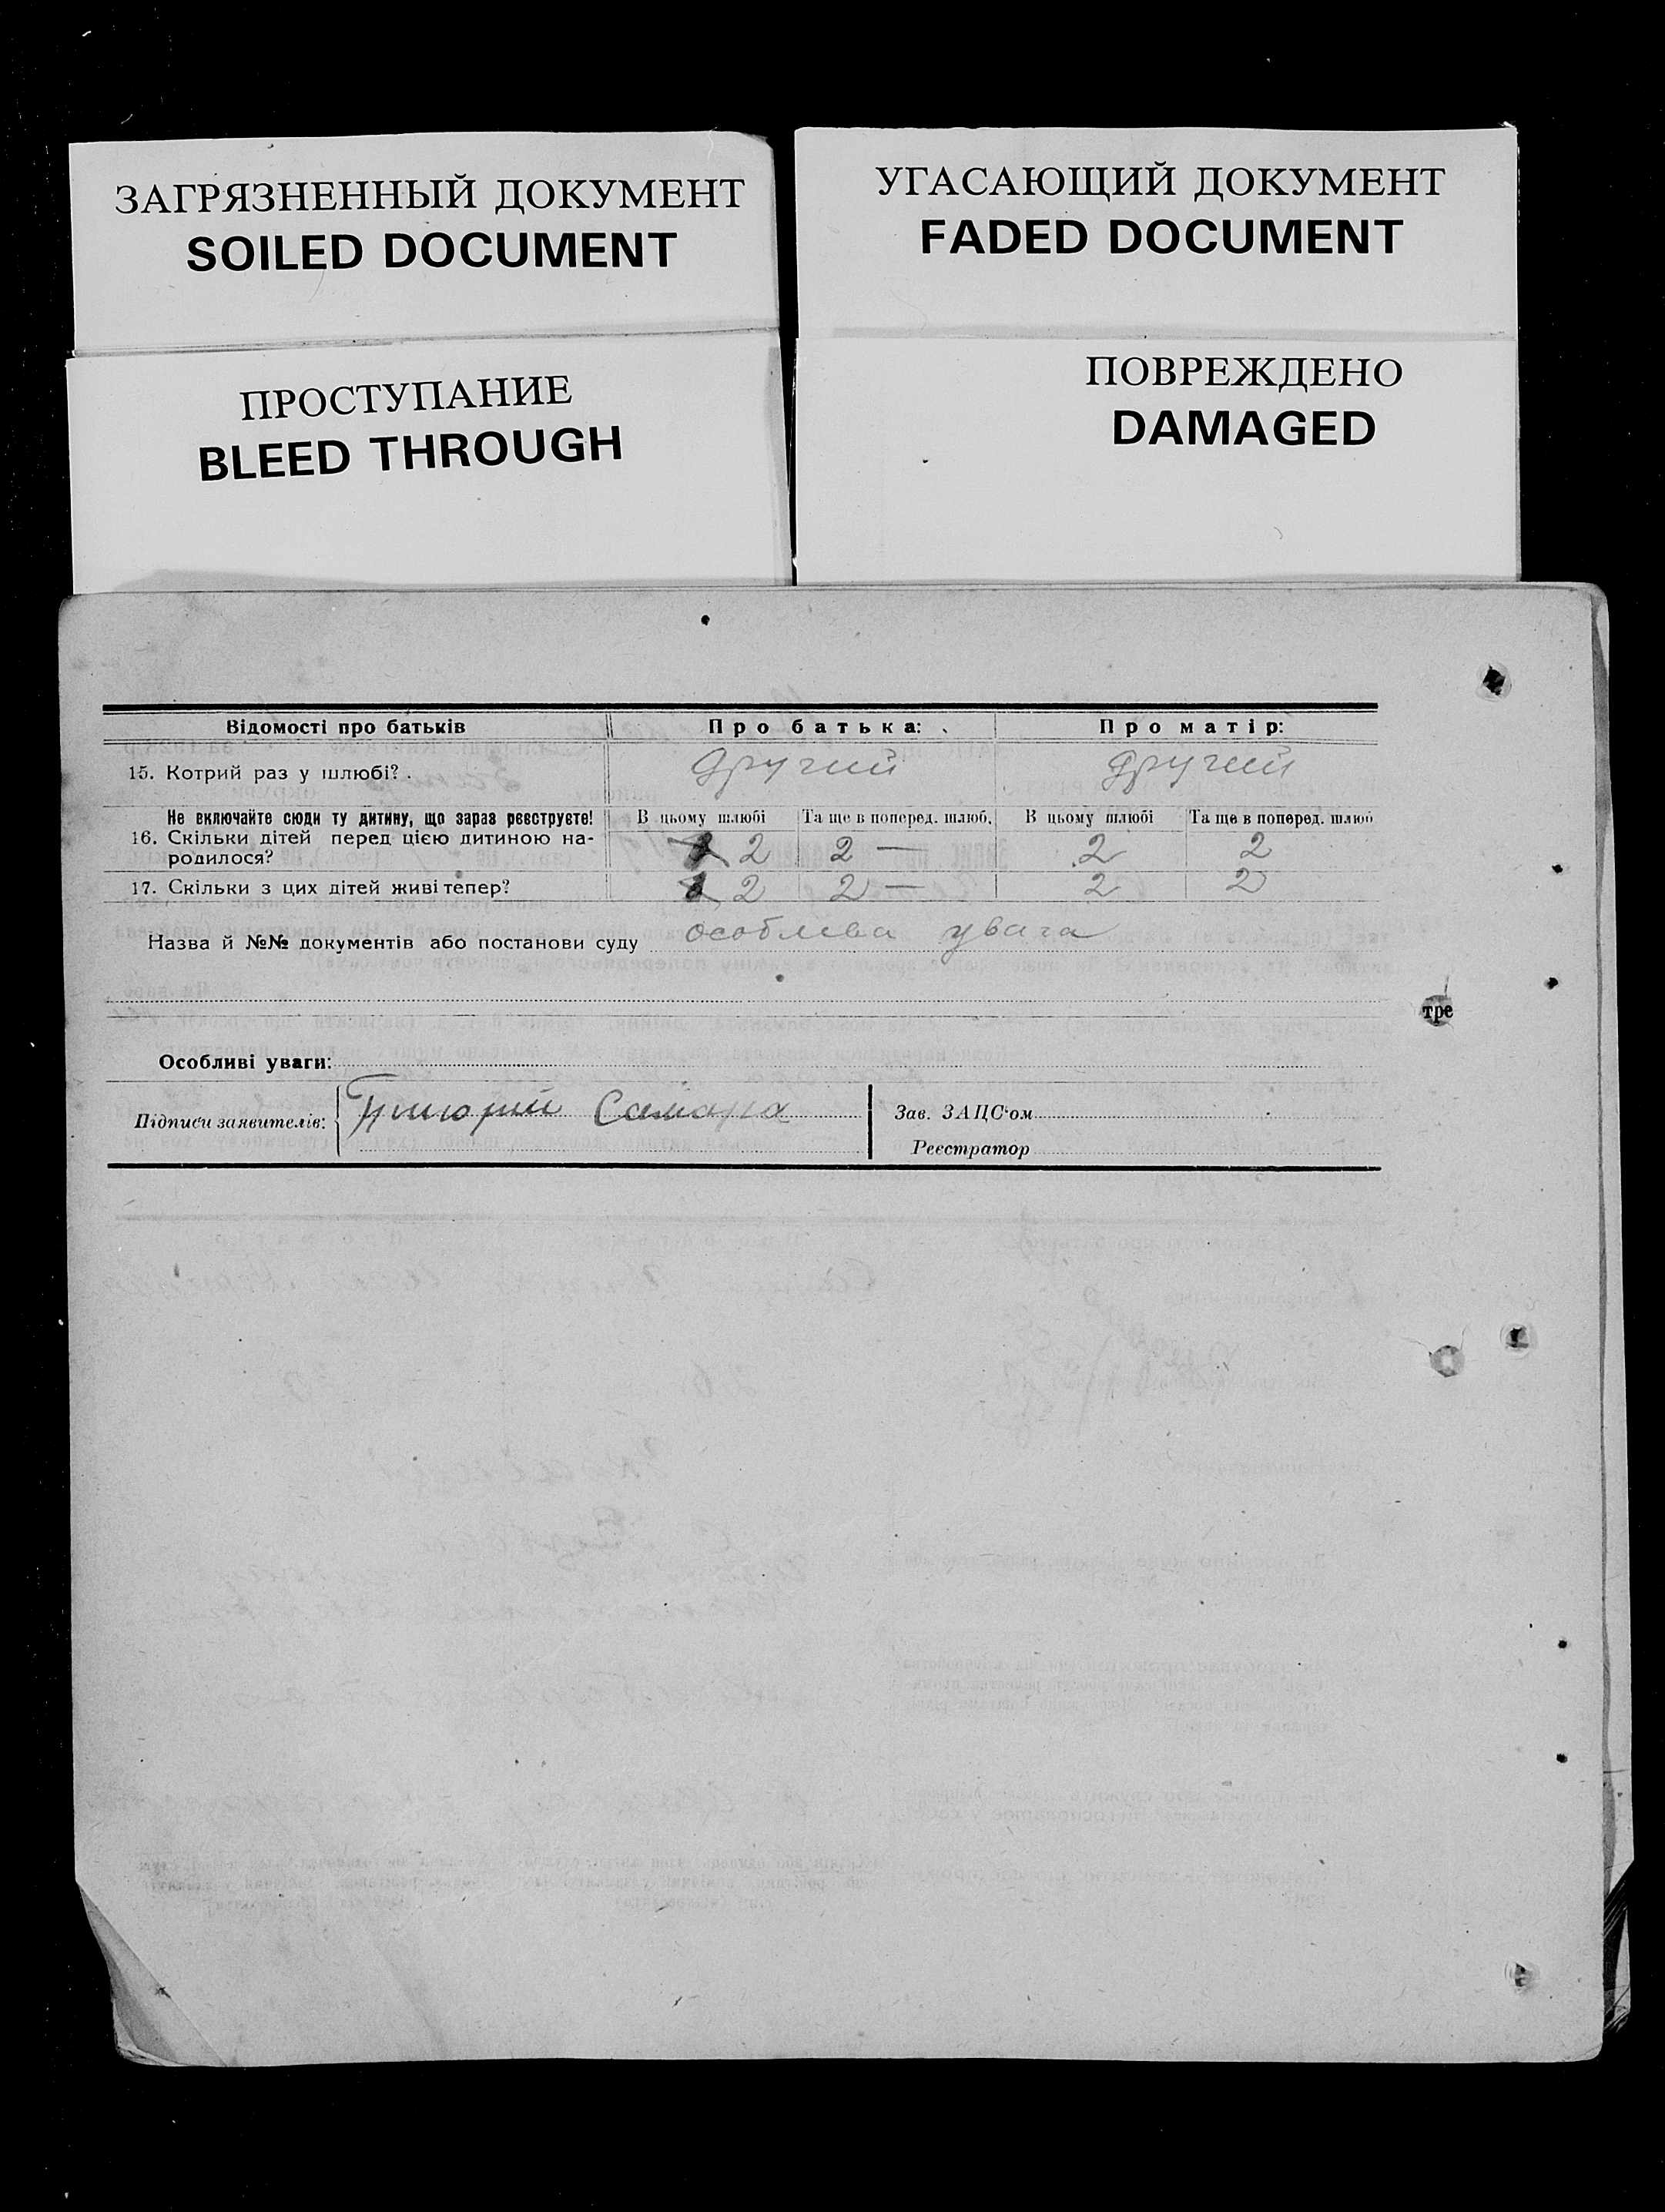 ЗАГРЯЗНЕННЫЙ ДОКУМЕНТ
SOILED DOCUMENT
УГАСАЮЩИЙ ДОКУМЕНТ
FADED DOCUMENT
ПРОСТУПАНИЕ
BLEED THROUGH
ПОВРЕЖДЕНО
DAMAGED
Відомості про батьків Про батька: Про матір:
15. Котрий раз у шлюбі? другий другий
Не включайте сюди ту дитину, що зараз реєструєте! В цьому шлюбі Та ще в поперед. шлюб. В цьому шлюбі Та ще в поперед. шлюб
16. Скільки дітей перед цією дитиною на-
родилося? 2 2 — 2 2
17. Скільки з цих дітей живі тепер? 2 2 — 2 2
Назва й №№ документів або постанови суду особлива увага
тре
Особливі уваги:
Підписи заявителів: Григорий Самара
Зав. ЗАЦС'ом
Реєстратор